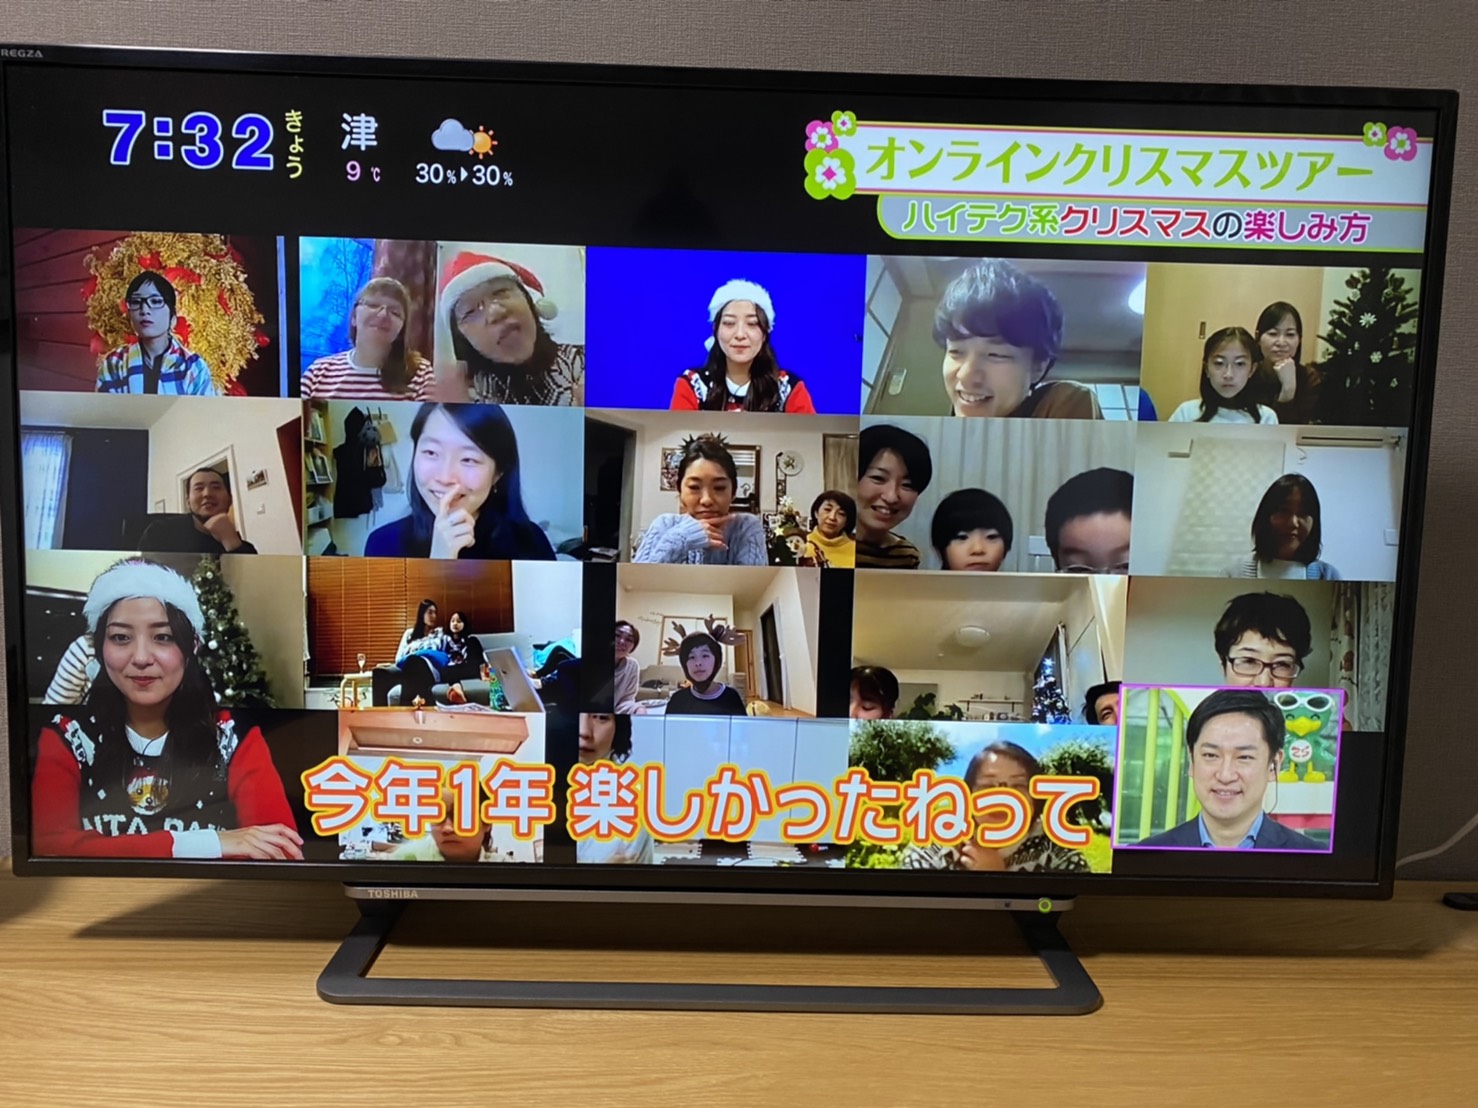 REGZA
7:32
きょう
津
9℃
30%▶30%
オンラインクリスマスツアー
ハイテク系クリスマスの楽しみ方
25
今年1年 楽しかったねって
TOSHIBA